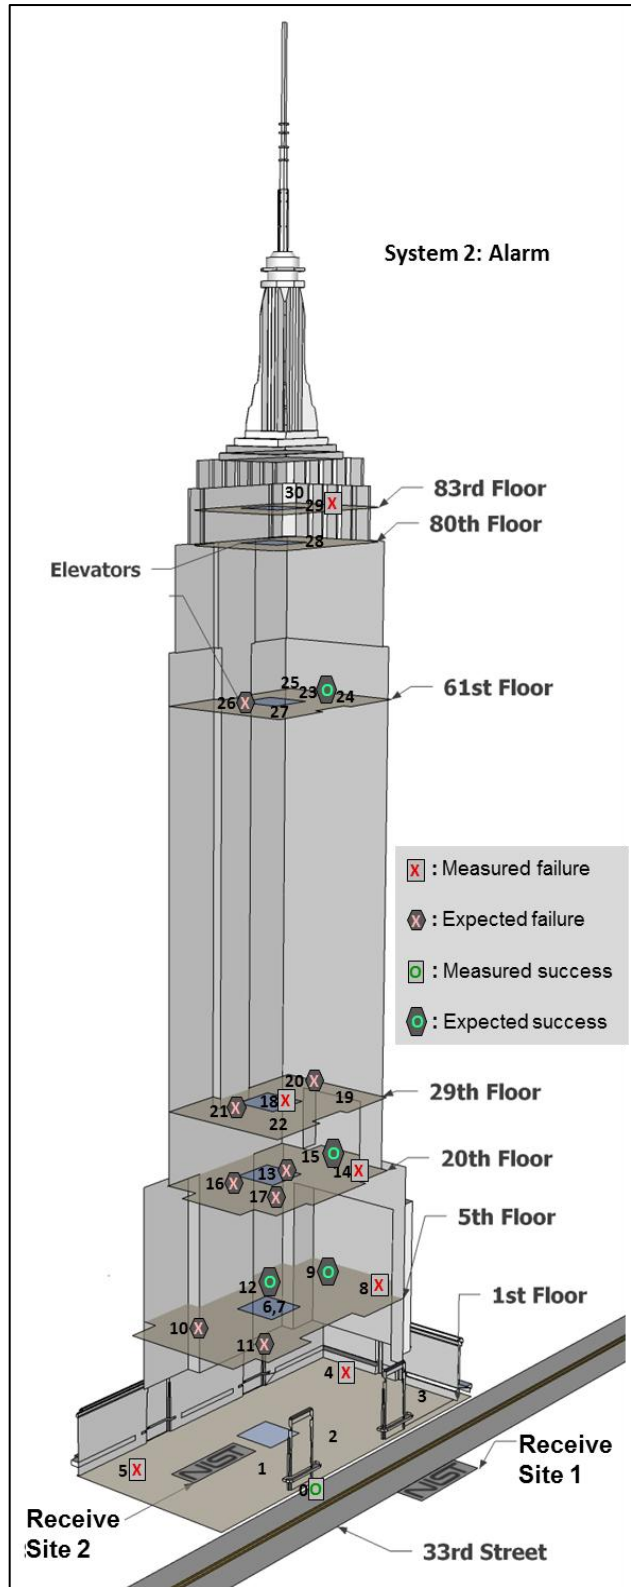 System 2: Alarm
30
29 X
83rd Floor
28
80th Floor
Elevators
25
23 O 24
61st Floor
26 X
27
X : Measured failure
X : Expected failure
O : Measured success
O : Expected success
20 X
18 X 19
29th Floor
21 X
22
15 O
13 X 14 X
20th Floor
16 X
17 X
5th Floor
9 O
12 O
8 X
6,7
1st Floor
10 X
11 X
4 X
3
2
5 X
1
NIST
NIST
Receive
Site 1
0 O
Receive
Site 2
33rd Street